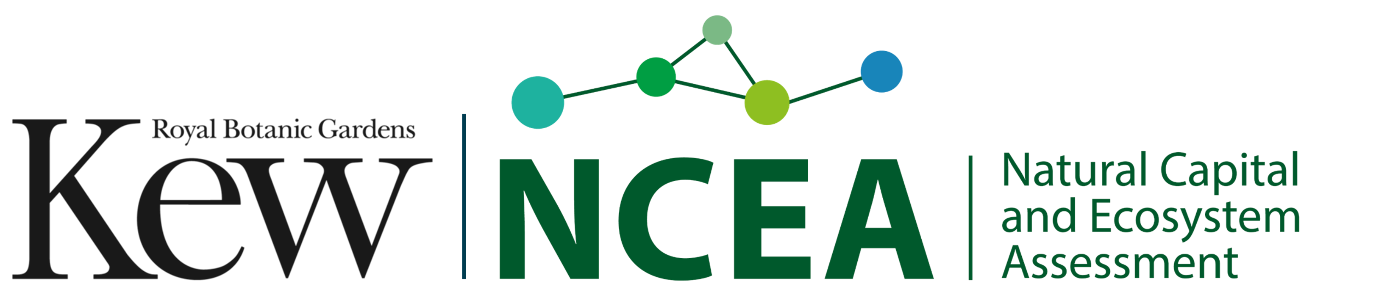 Royal Botanic Gardens
Kew
NCEA
Natural Capital
and Ecosystem
Assessment